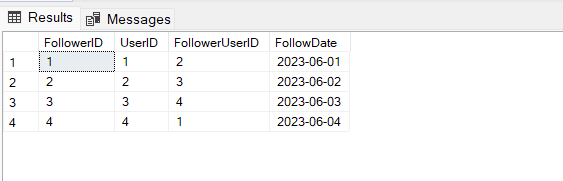 Results Messages
FollowerID UserID FollowerUserID FollowDate
1 1 1 2 2023-06-01
2 2 2 3 2023-06-02
3 3 3 4 2023-06-03
4 4 4 1 2023-06-04